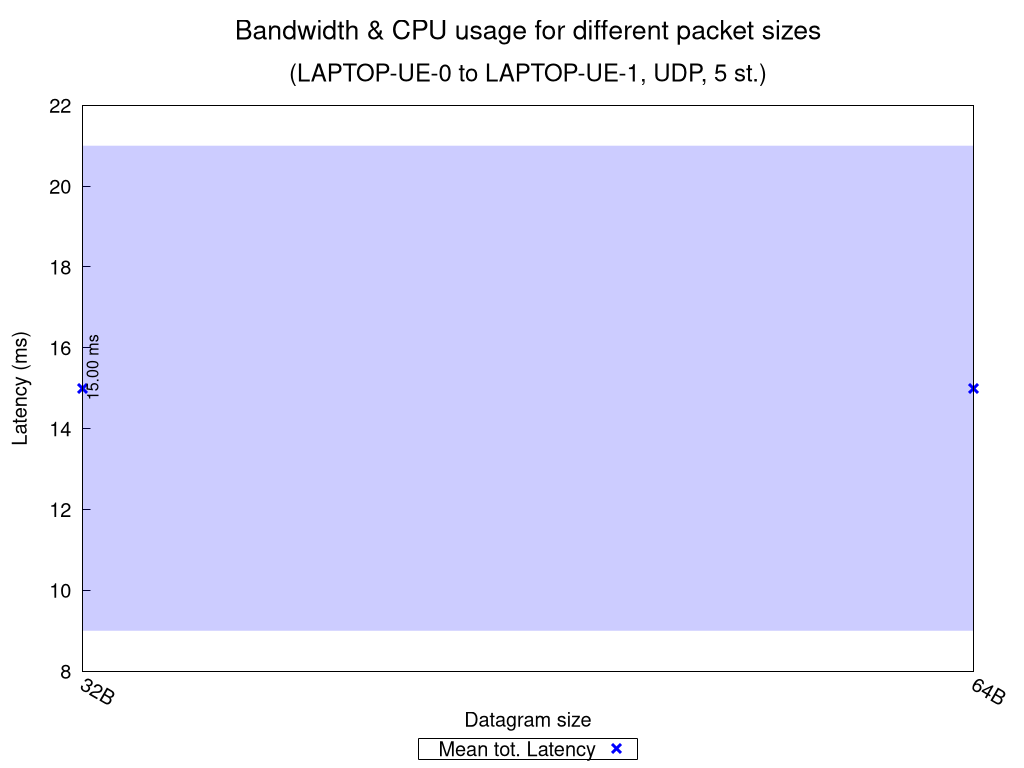 Bandwidth & CPU usage for different packet sizes
(LAPTOP-UE-0 to LAPTOP-UE-1, UDP, 5 st.)
22
20
18
16
14
12
10
8
Latency (ms)
15.00 ms
32B
64B
Datagram size
Mean tot. Latency